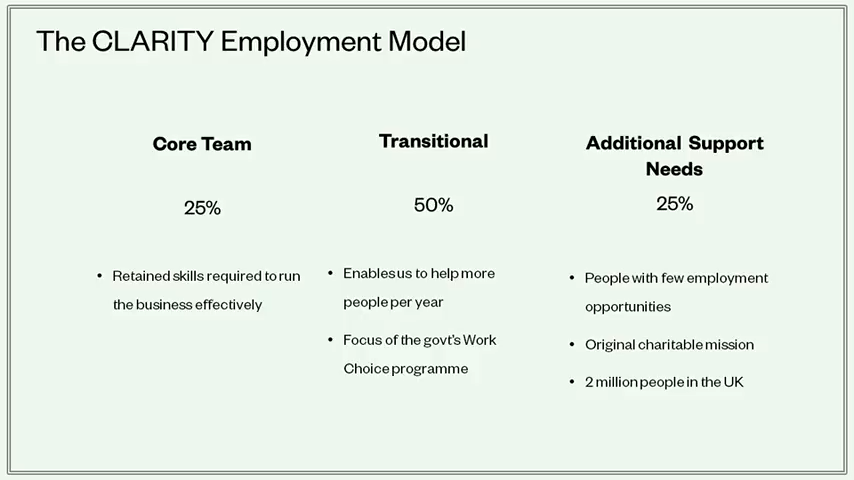 The CLARITY Employment Model
Core Team
25%
• Retained skills required to run
the business effectively
Transitional
50%
• Enables us to help more
people per year
• Focus of the govt's Work
Choice programme
Additional Support
Needs
25%
• People with few employment
opportunities
• Original charitable mission
• 2 million people in the UK